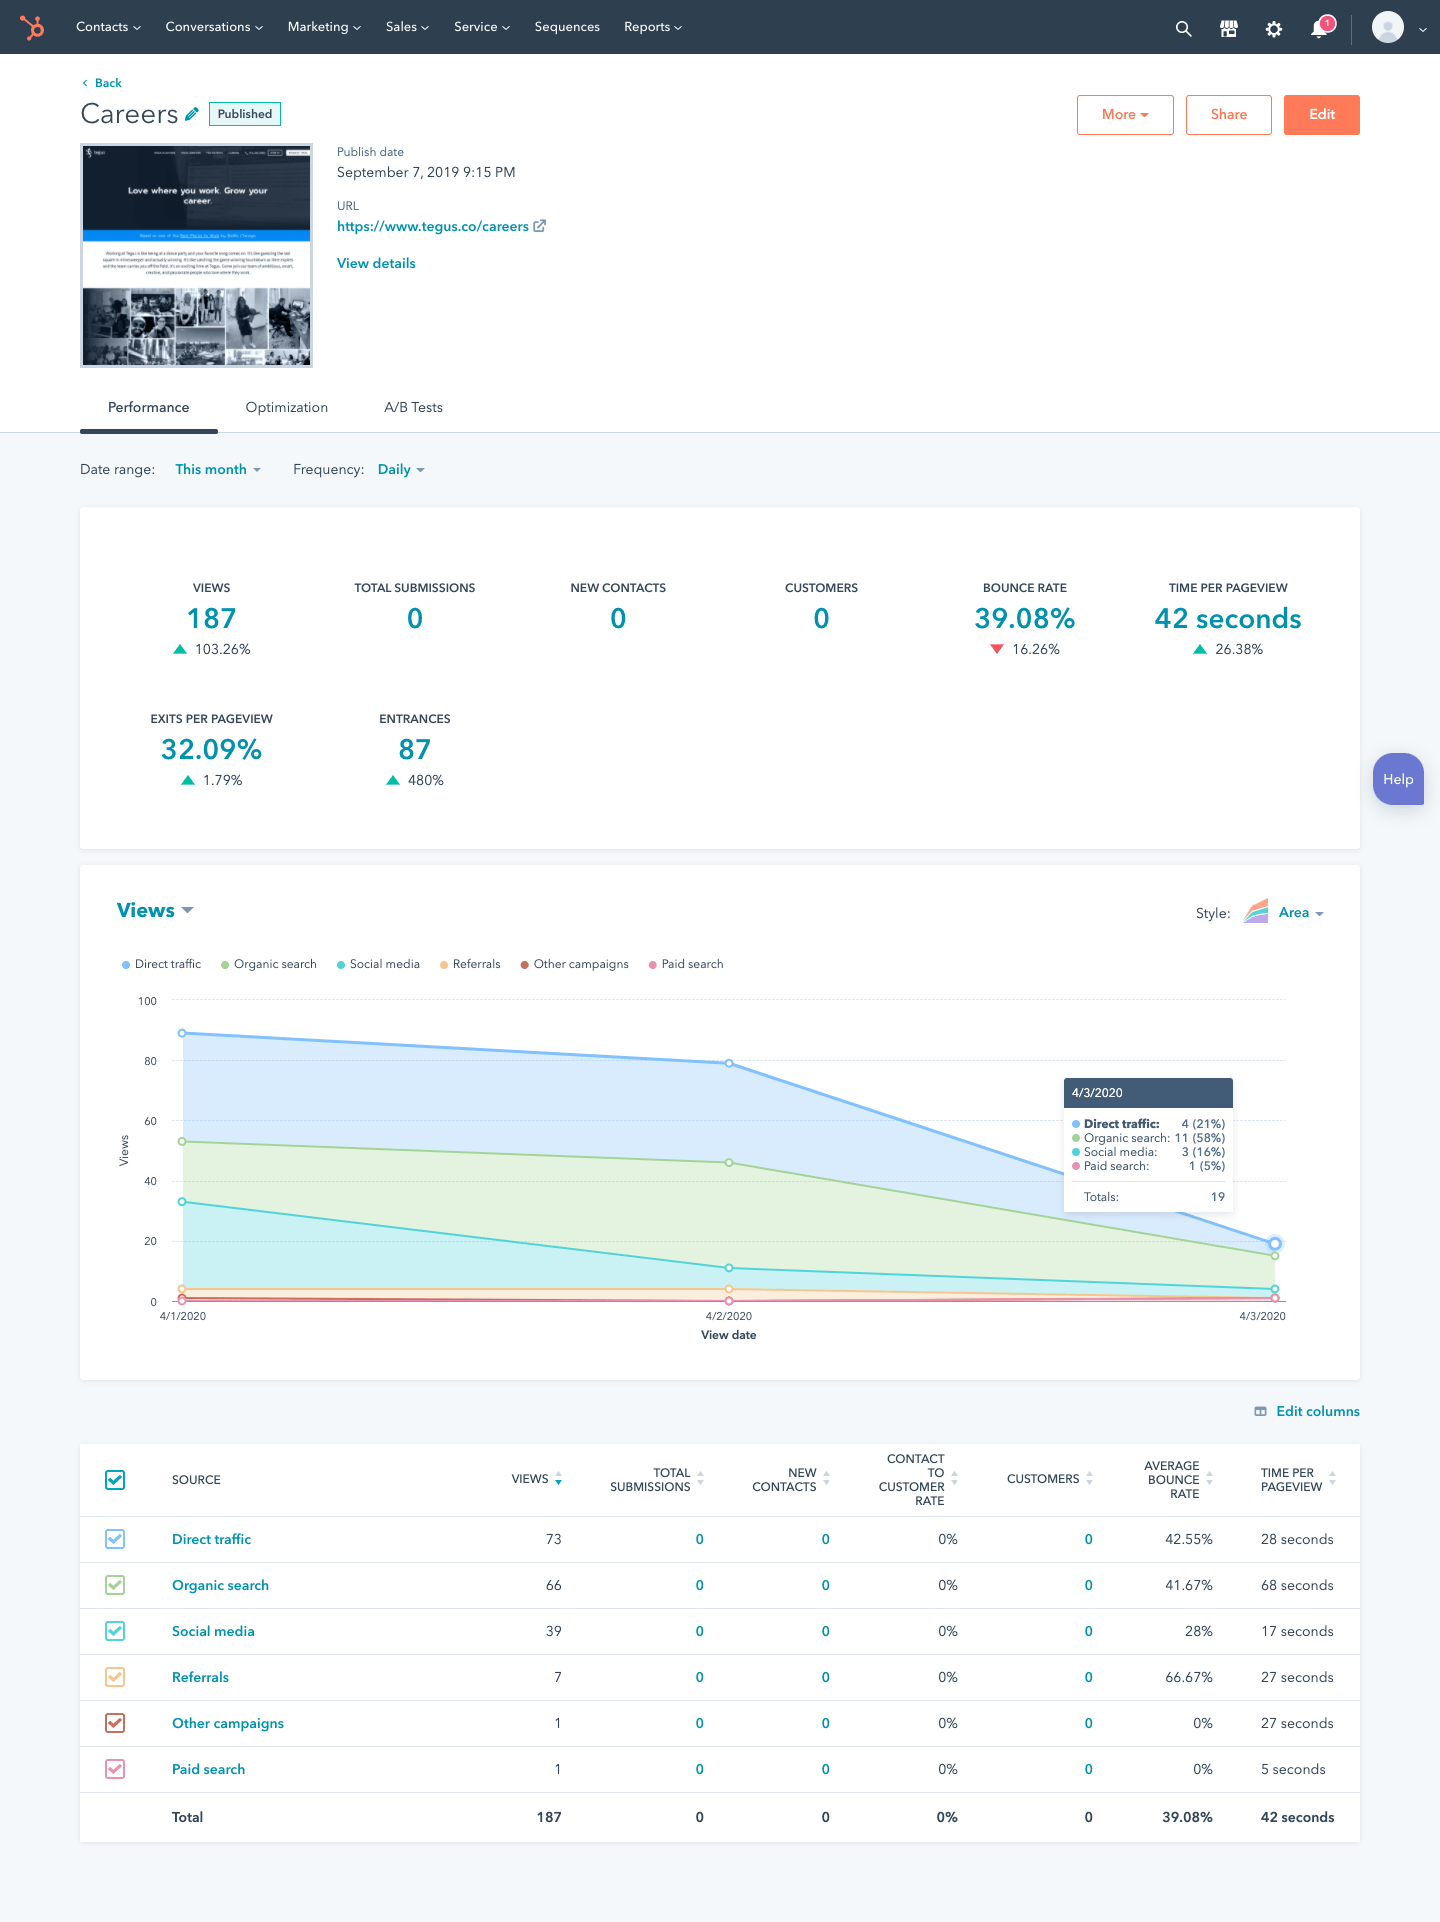 Contacts Conversations Marketing Sales Service Sequences Reports 1
Back
Careers Published More Share Edit
TEGUS
Love where you work. Grow your
career.
Publish date
September 7, 2019 9:15 PM
URL
https://www.tegus.co/careers
View details
Performance Optimization A/B Tests
Date range: This month Frequency: Daily
VIEWS TOTAL SUBMISSIONS NEW CONTACTS CUSTOMERS BOUNCE RATE TIME PER PAGEVIEW
187 0 0 0 39.08% 42 seconds
103.26% 16.26% 26.38%
EXITS PER PAGEVIEW ENTRANCES
32.09% 87
1.79% 480%
Help
Views Style: Area
Direct traffic Organic search Social media Referrals Other campaigns Paid search
100
80
60
40
20
0
Views
4/3/2020
Direct traffic: 4 (21%)
Organic search: 11 (58%)
Social media: 3 (16%)
Paid search: 1 (5%)
Totals: 19
4/1/2020 4/2/2020 4/3/2020
View date
Edit columns
SOURCE VIEWS TOTAL SUBMISSIONS NEW CONTACTS CONTACT TO CUSTOMER RATE CUSTOMERS AVERAGE BOUNCE RATE TIME PER PAGEVIEW
Direct traffic 73 0 0 0% 0 42.55% 28 seconds
Organic search 66 0 0 0% 0 41.67% 68 seconds
Social media 39 0 0 0% 0 28% 17 seconds
Referrals 7 0 0 0% 0 66.67% 27 seconds
Other campaigns 1 0 0 0% 0 0% 27 seconds
Paid search 1 0 0 0% 0 0% 5 seconds
Total 187 0 0 0% 0 39.08% 42 seconds